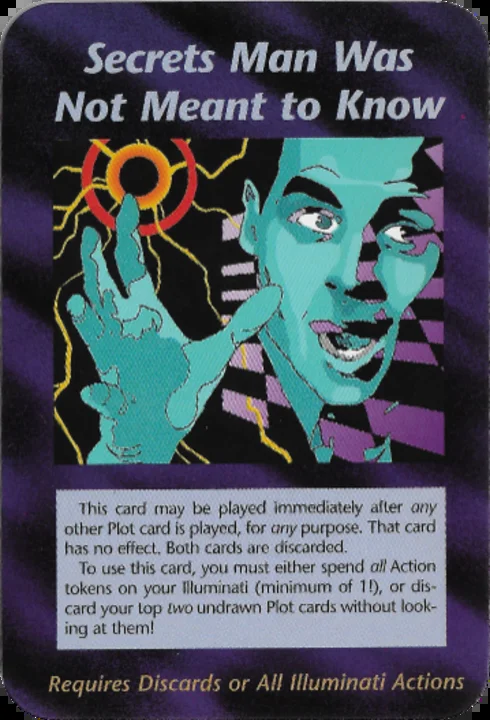 Secrets Man Was
Not Meant to Know
This card may be played immediately after any
other Plot card is played, for any purpose. That card
has no effect. Both cards are discarded.
To use this card, you must either spend all Action
tokens on your Illuminati (minimum of 1!), or dis-
card your top two undrawn Plot cards without look-
ing at them!
Requires Discards or All Illuminati Actions